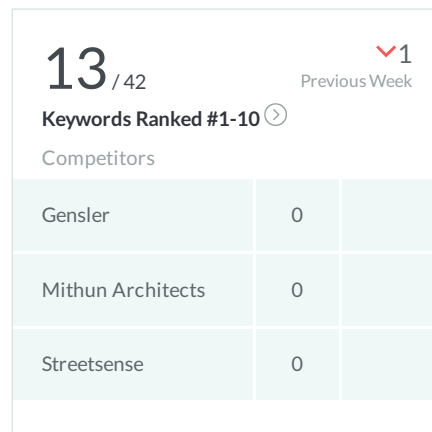 13 / 42
1
Previous Week
Keywords Ranked #1-10
Competitors
Gensler 0
Mithun Architects 0
Streetsense 0